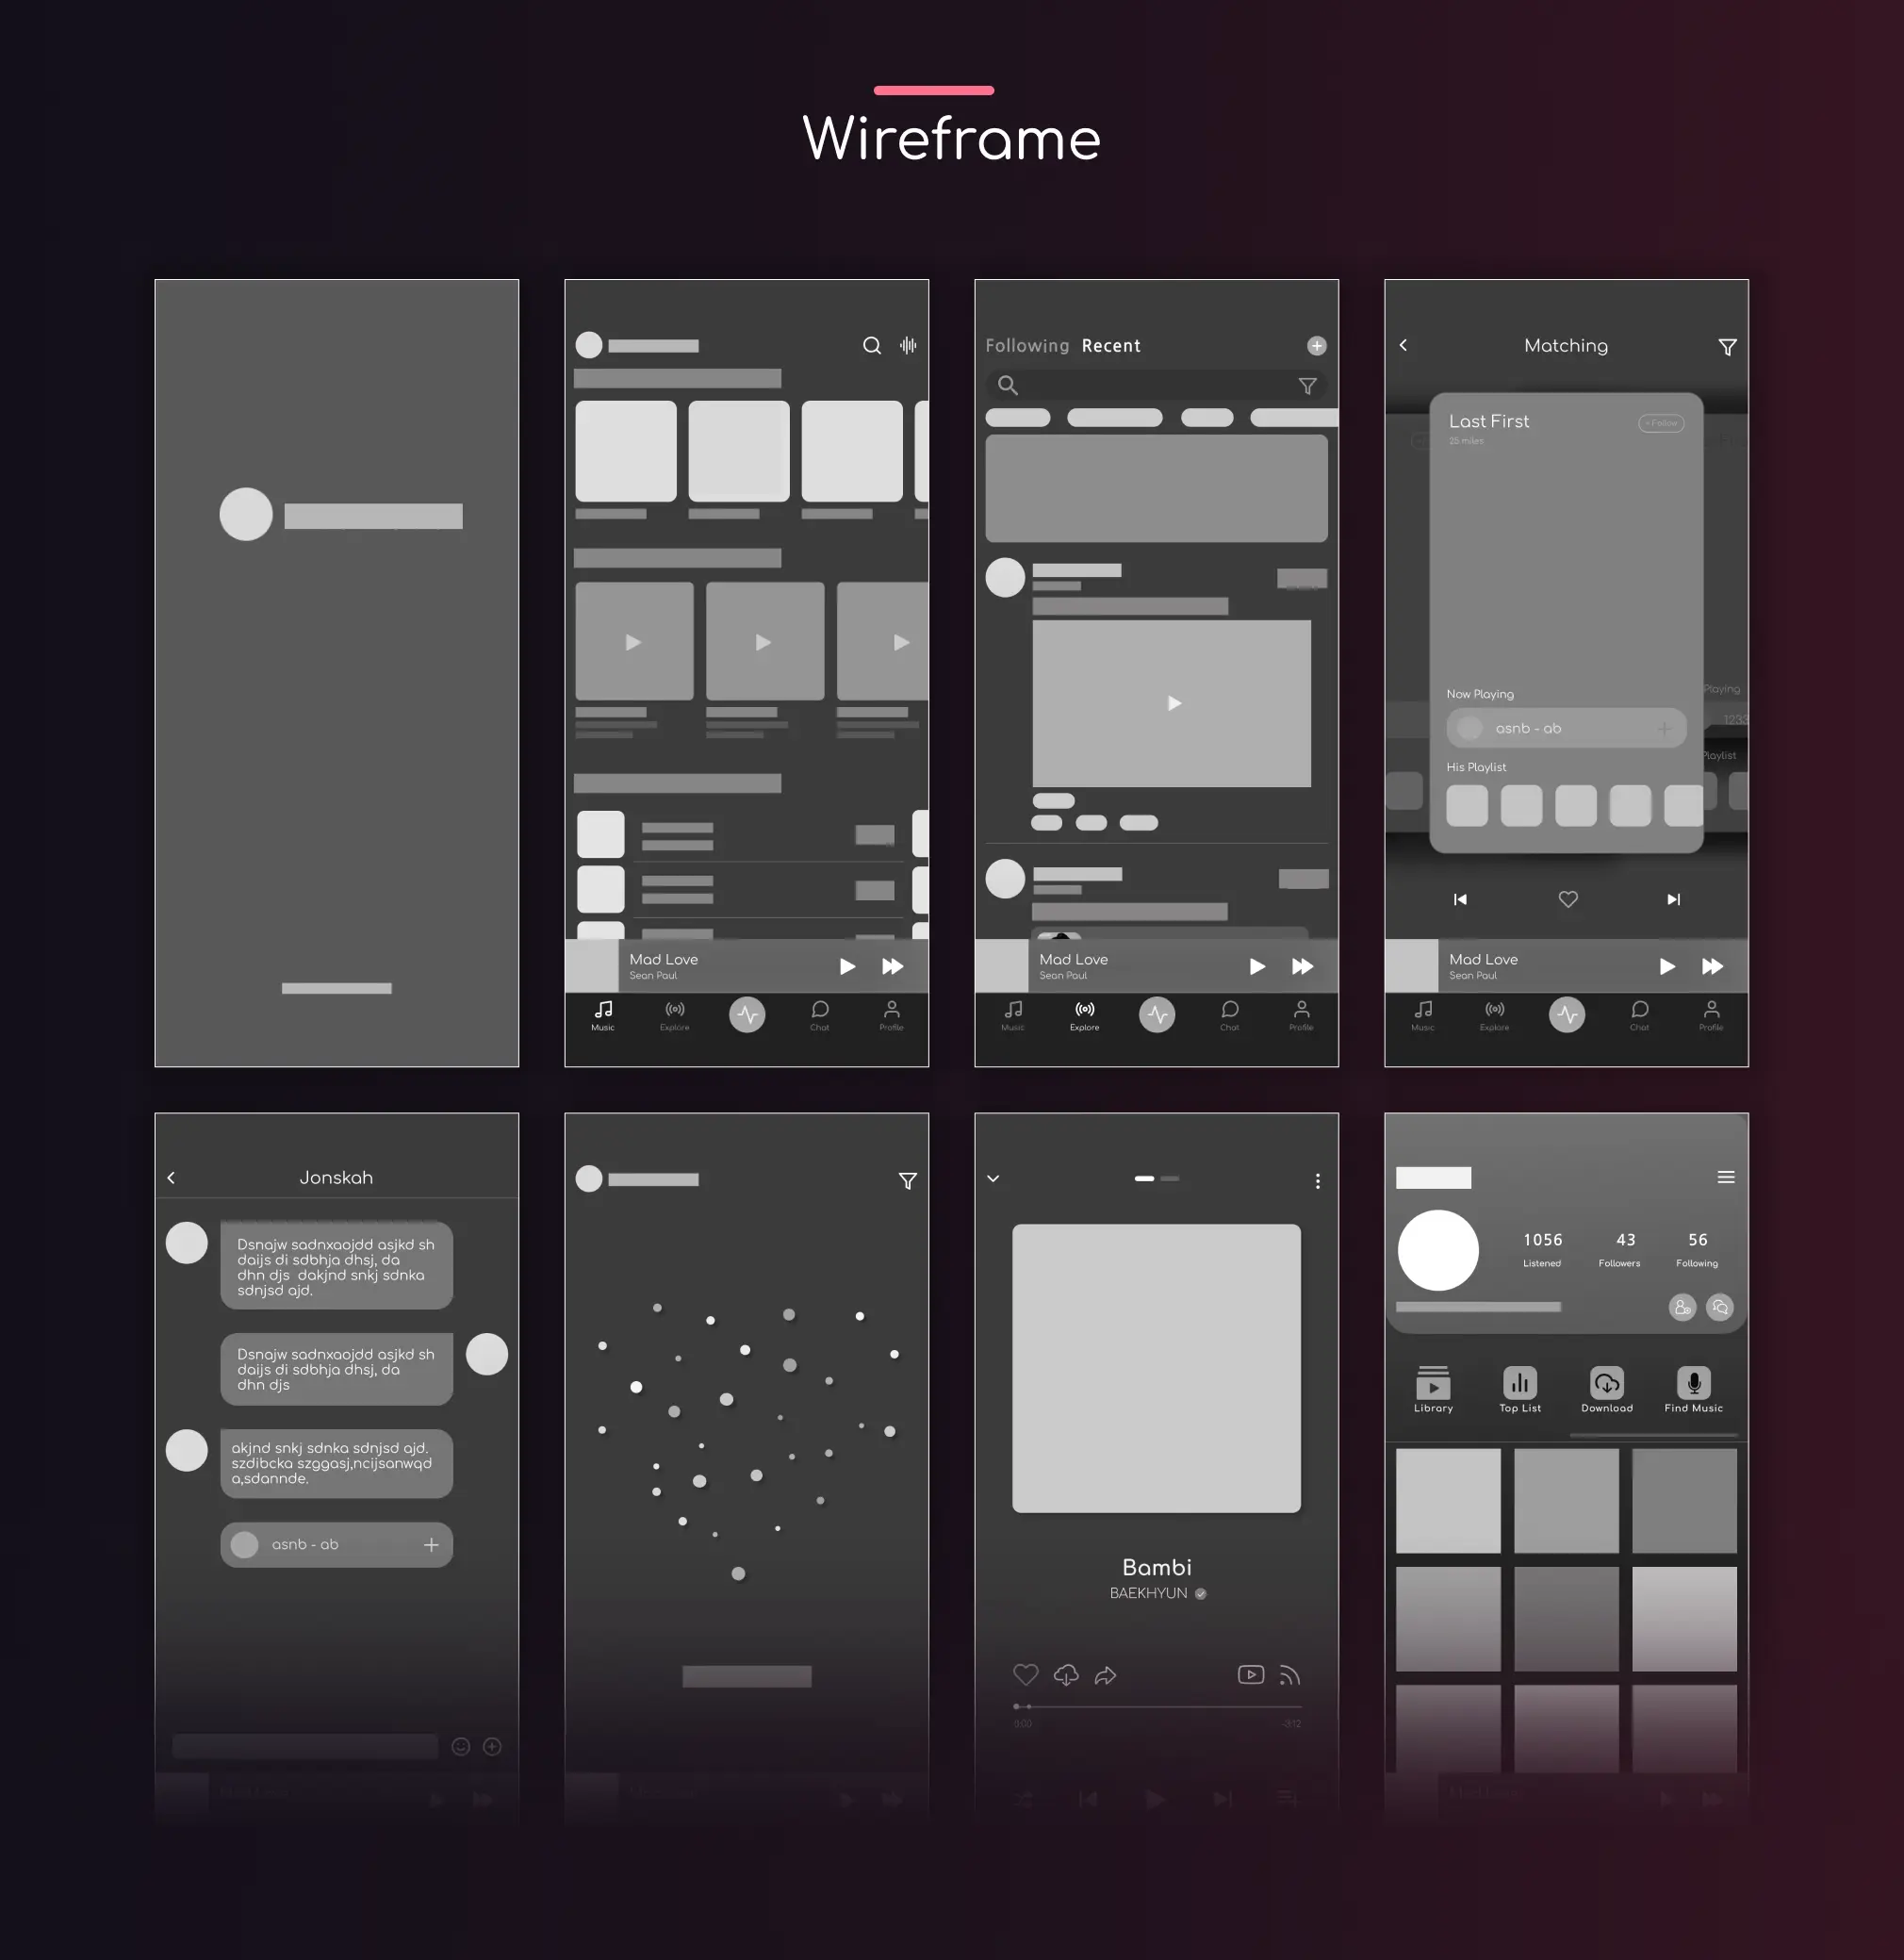 Wireframe
Mad Love
Sean Paul
Music
Explore
Chat
Profile
Following Recent
Mad Love
Sean Paul
Music
Explore
Chat
Profile
Matching
Last First
+ Follow
25 miles
Now Playing
asnb - ab
His Playlist
Playing
1233
Playlist
Mad Love
Sean Paul
Music
Explore
Chat
Profile
Jonskah
Dsnajw sadnxaojdd asjkd sh
daijs di sdbhja dhsj, da
dhn djs dakjnd snkj sdnka
sdnjsd ajd.
Dsnajw sadnxaojdd asjkd sh
daijs di sdbhja dhsj, da
dhn djs
akjnd snkj sdnka sdnjsd ajd.
szdibcka szggasj,ncijsanwqd
a,sdannde.
asnb - ab
Mad Love
Bambi
BAEKHYUN
0:00
-3:12
1056
43
56
Listened
Followers
Following
Library
Top List
Download
Find Music
Mad Love